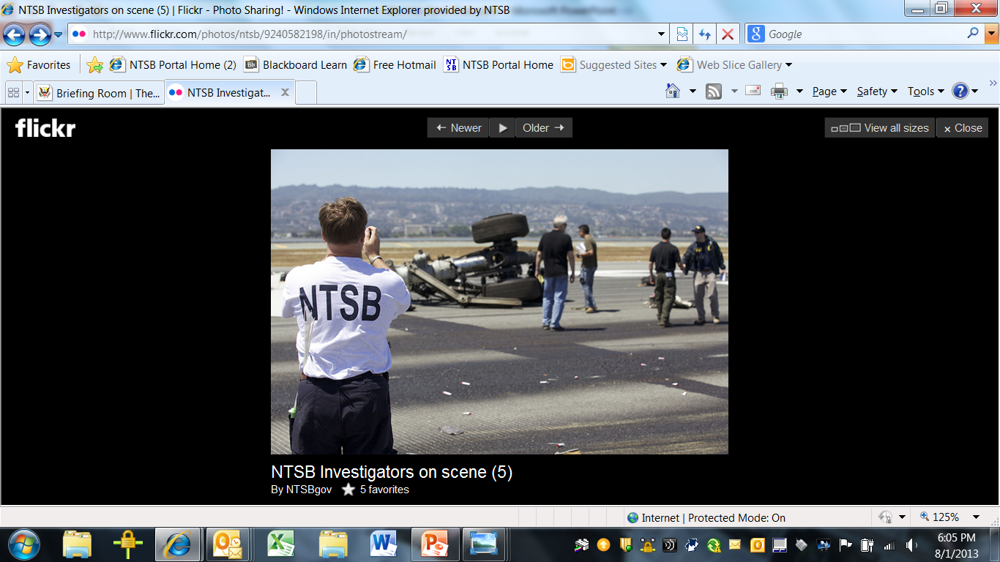 NTSB Investigators on scene (5) | Flickr - Photo Sharing! - Windows Internet Explorer provided by NTSB
http://www.flickr.com/photos/ntsb/9240582198/in/photostream/
Google
Favorites
NTSB Portal Home (2)
Bb Blackboard Learn
Free Hotmail
NT SB NTSB Portal Home
Suggested Sites
Web Slice Gallery
Briefing Room | The...
NTSB Investigat...
Page
Safety
Tools
flickr
← Newer
Older →
View all sizes
x Close
NTSB
NTSB Investigators on scene (5)
By NTSBgov ★ 5 favorites
Internet | Protected Mode: On
125%
6:05 PM
8/1/2013